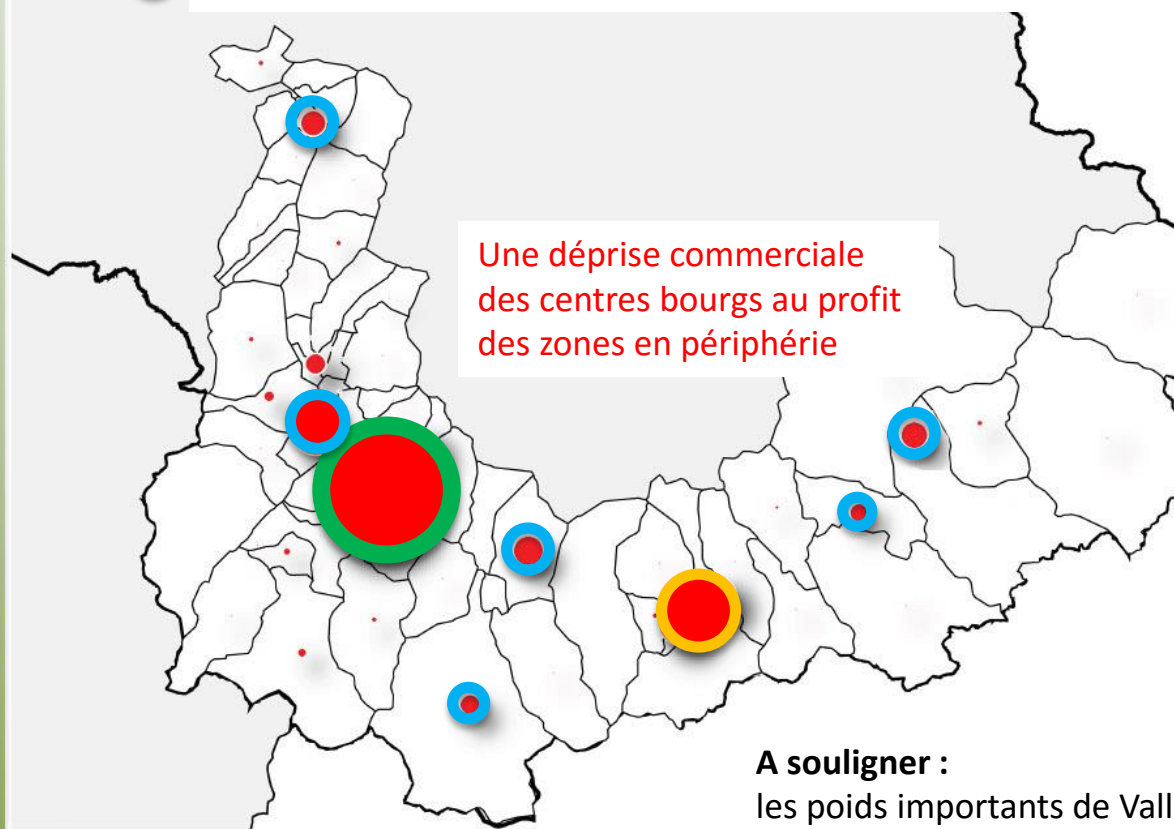 Une déprise commerciale
des centres bourgs au profit
des zones en périphérie
A souligner :
les poids importants de Vall